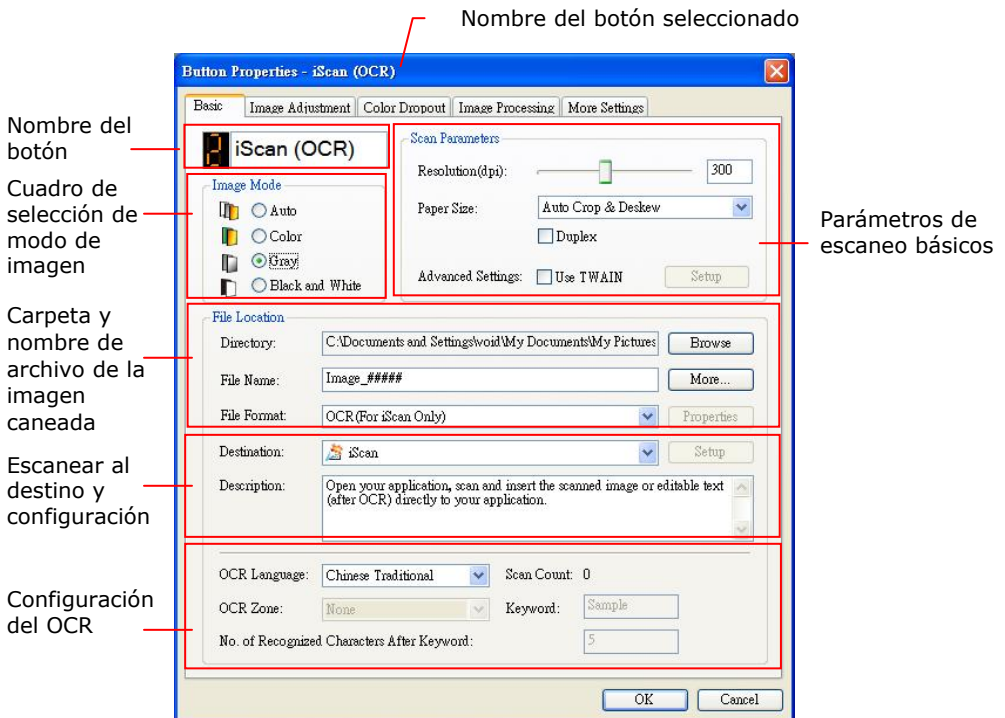 Nombre del botón seleccionado
Button Properties - iScan (OCR)
Basic Image Adjustment Color Dropout Image Processing More Settings
Nombre del
botón
2 iScan (OCR)
Cuadro de
selección de
modo de
imagen
Image Mode
Auto
Color
Gray
Black and White
Scan Parameters
Resolution(dpi): 300
Paper Size: Auto Crop & Deskew
Duplex
Advanced Settings: Use TWAIN Setup
Parámetros de
escaneo básicos
Carpeta y
nombre de
archivo de la
imagen
caneada
File Location
Directory: C:\Documents and Settings\void\My Documents\My Pictures Browse
File Name: Image_##### More...
File Format: OCR(For iScan Only) Properties
Escanear al
destino y
configuración
Destination: iScan Setup
Description: Open your application, scan and insert the scanned image or editable text
(after OCR) directly to your application.
Configuración
del OCR
OCR Language: Chinese Traditional Scan Count: 0
OCR Zone: None Keyword: Sample
No. of Recognized Characters After Keyword: 5
OK Cancel